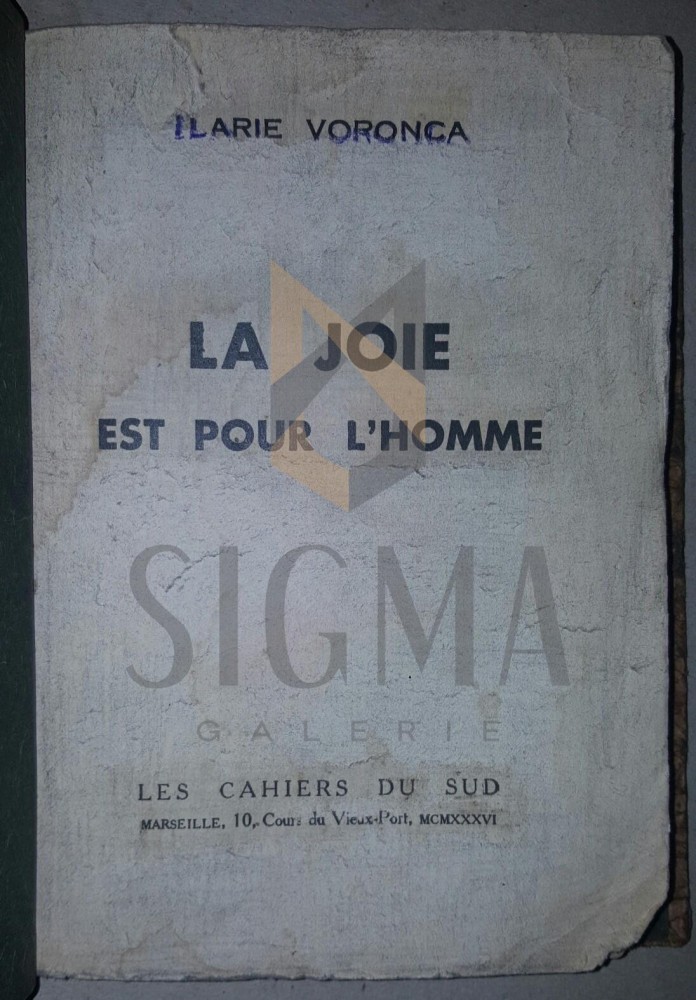 ILARIE VORONCA
LA JOIE
EST POUR L'HOMME
SIGMA
GALERIE
LES CAHIERS DU SUD
MARSEILLE, 10, Cours du Vieux-Port, MCMXXXVI